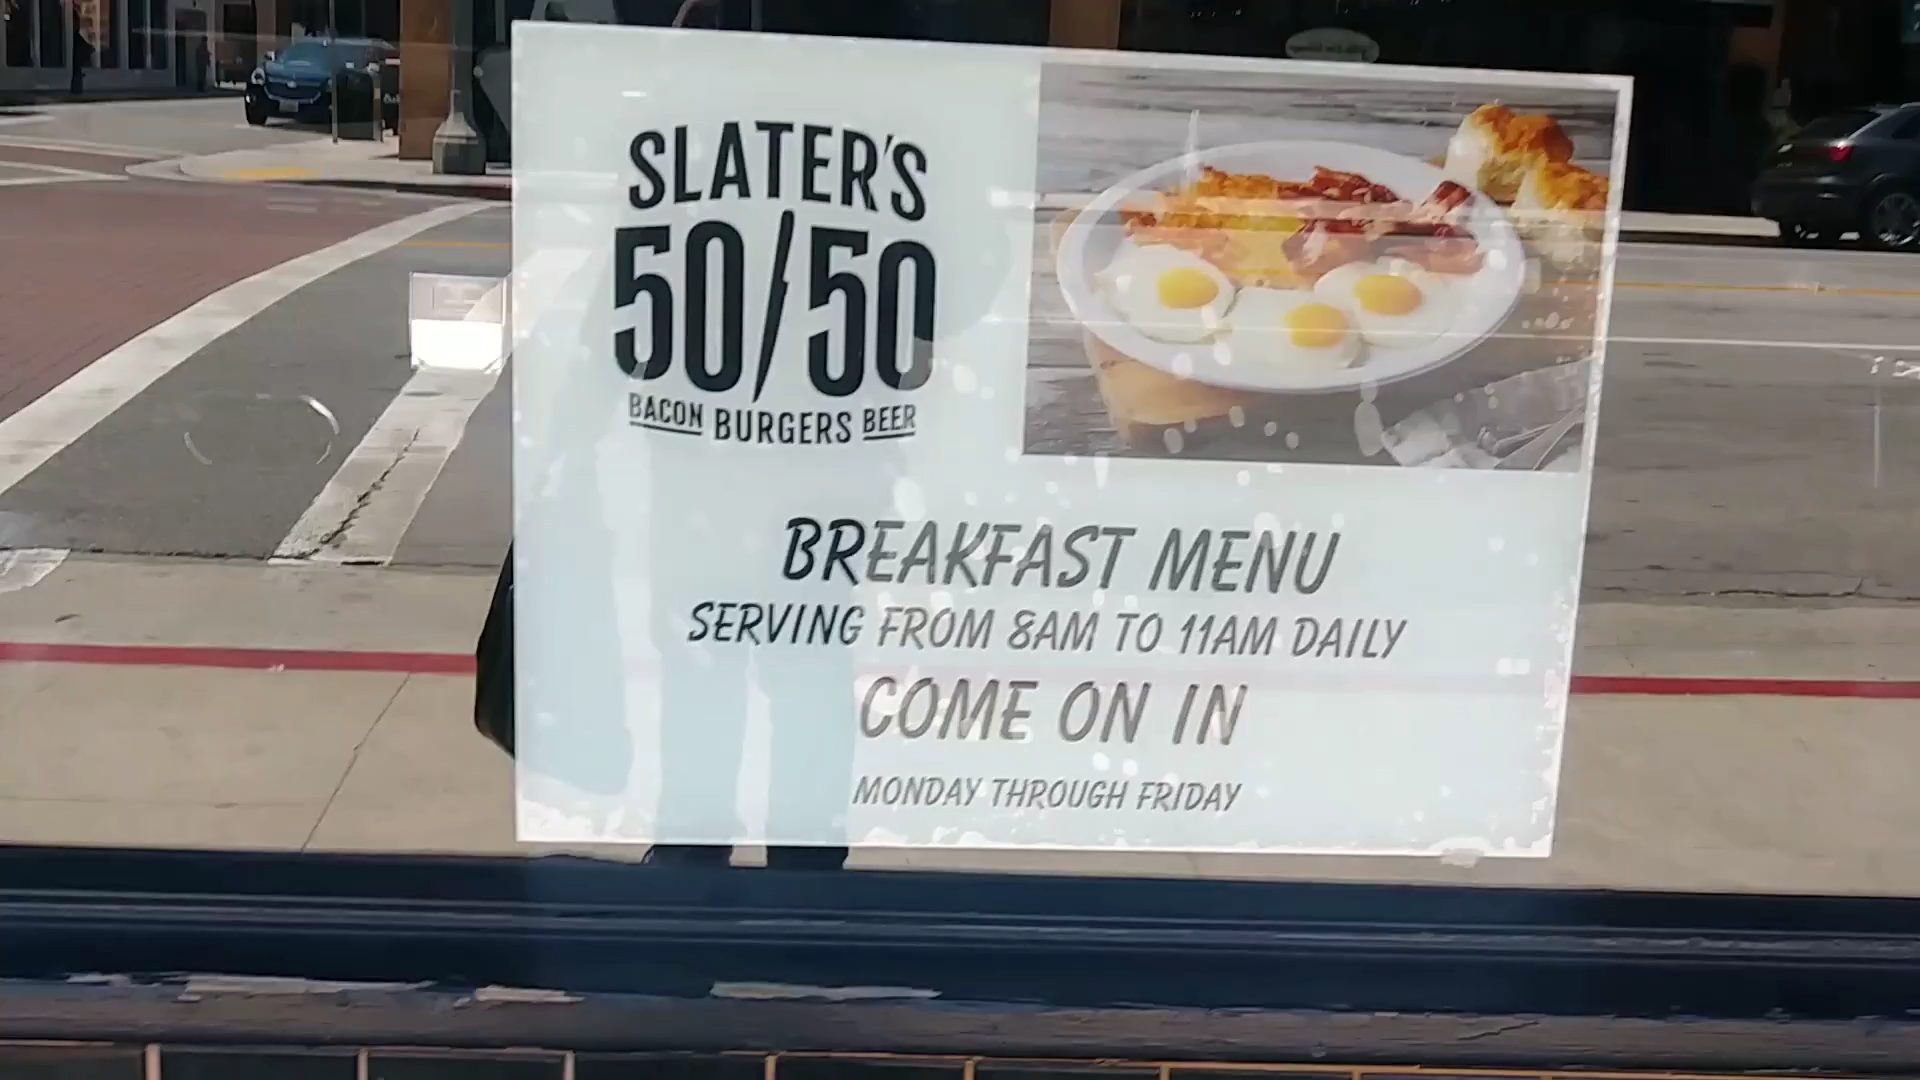 SLATER'S
50/50
BACON BURGERS BEER
BREAKFAST MENU
SERVING FROM 8AM TO 11AM DAILY
COME ON IN
MONDAY THROUGH FRIDAY